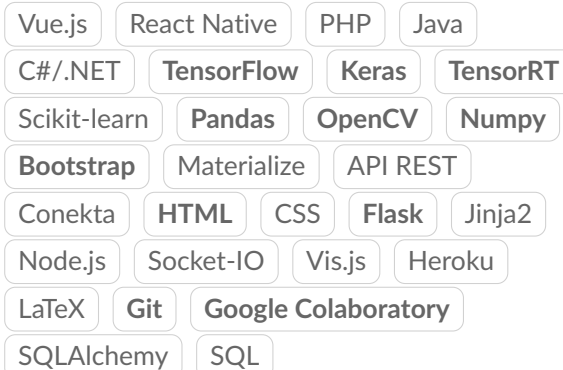 Vue.js React Native PHP Java
C#/.NET TensorFlow Keras TensorRT
Scikit-learn Pandas OpenCV Numpy
Bootstrap Materialize API REST
Conekta HTML CSS Flask Jinja2
Node.js Socket-IO Vis.js Heroku
LaTeX Git Google Colaboratory
SQLAlchemy SQL